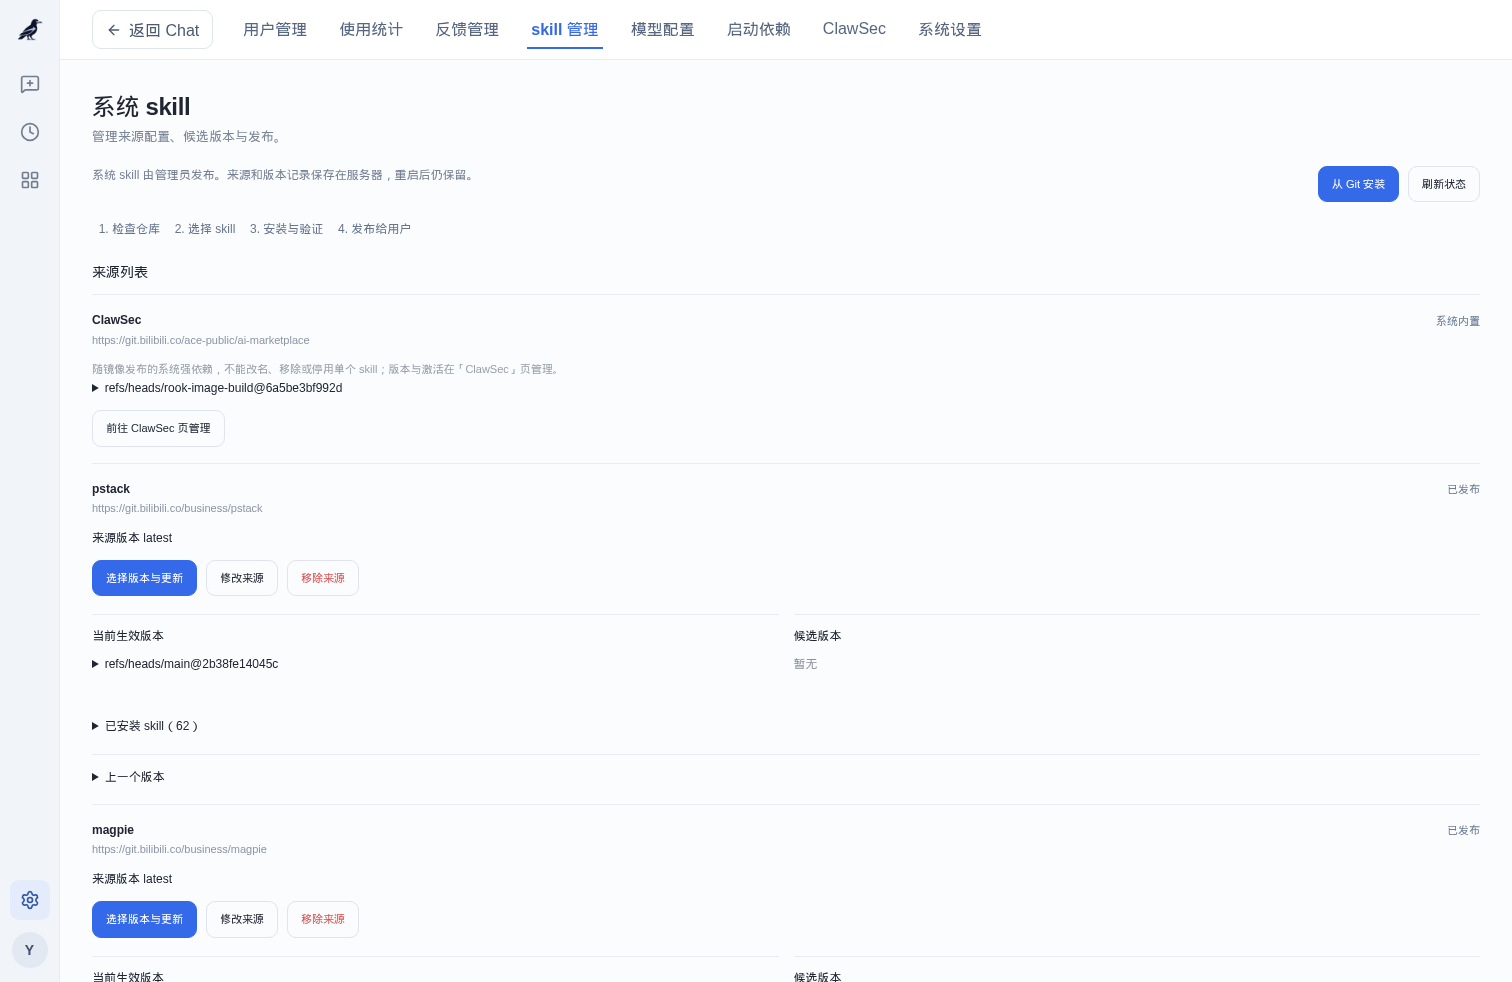 返回 Chat
用户管理
使用统计
反馈管理
skill 管理
模型配置
启动依赖
ClawSec
系统设置
系统 skill
管理来源配置、候选版本与发布。
系统 skill 由管理员发布。来源和版本记录保存在服务器，重启后仍保留。
从 Git 安装
刷新状态
1. 检查仓库
2. 选择 skill
3. 安装与验证
4. 发布给用户
来源列表
ClawSec
系统内置
https://git.bilibili.co/ace-public/ai-marketplace
随镜像发布的系统强依赖，不能改名、移除或停用单个 skill；版本与激活在「ClawSec」页管理。
refs/heads/rook-image-build@6a5be3bf992d
前往 ClawSec 页管理
pstack
已发布
https://git.bilibili.co/business/pstack
来源版本 latest
选择版本与更新
修改来源
移除来源
当前生效版本
候选版本
refs/heads/main@2b38fe14045c
暂无
已安装 skill（62）
上一个版本
magpie
已发布
https://git.bilibili.co/business/magpie
来源版本 latest
选择版本与更新
修改来源
移除来源
当前生效版本
候选版本
Y